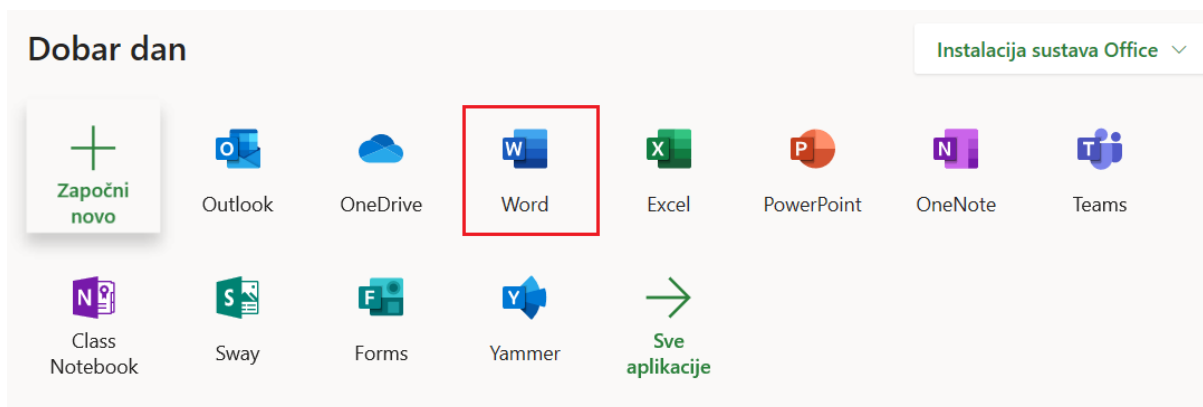 Dobar dan
Instalacija sustava Office
Započni
novo
Outlook
OneDrive
Word
Excel
PowerPoint
OneNote
Teams
Class
Notebook
Sway
Forms
Yammer
Sve
aplikacije